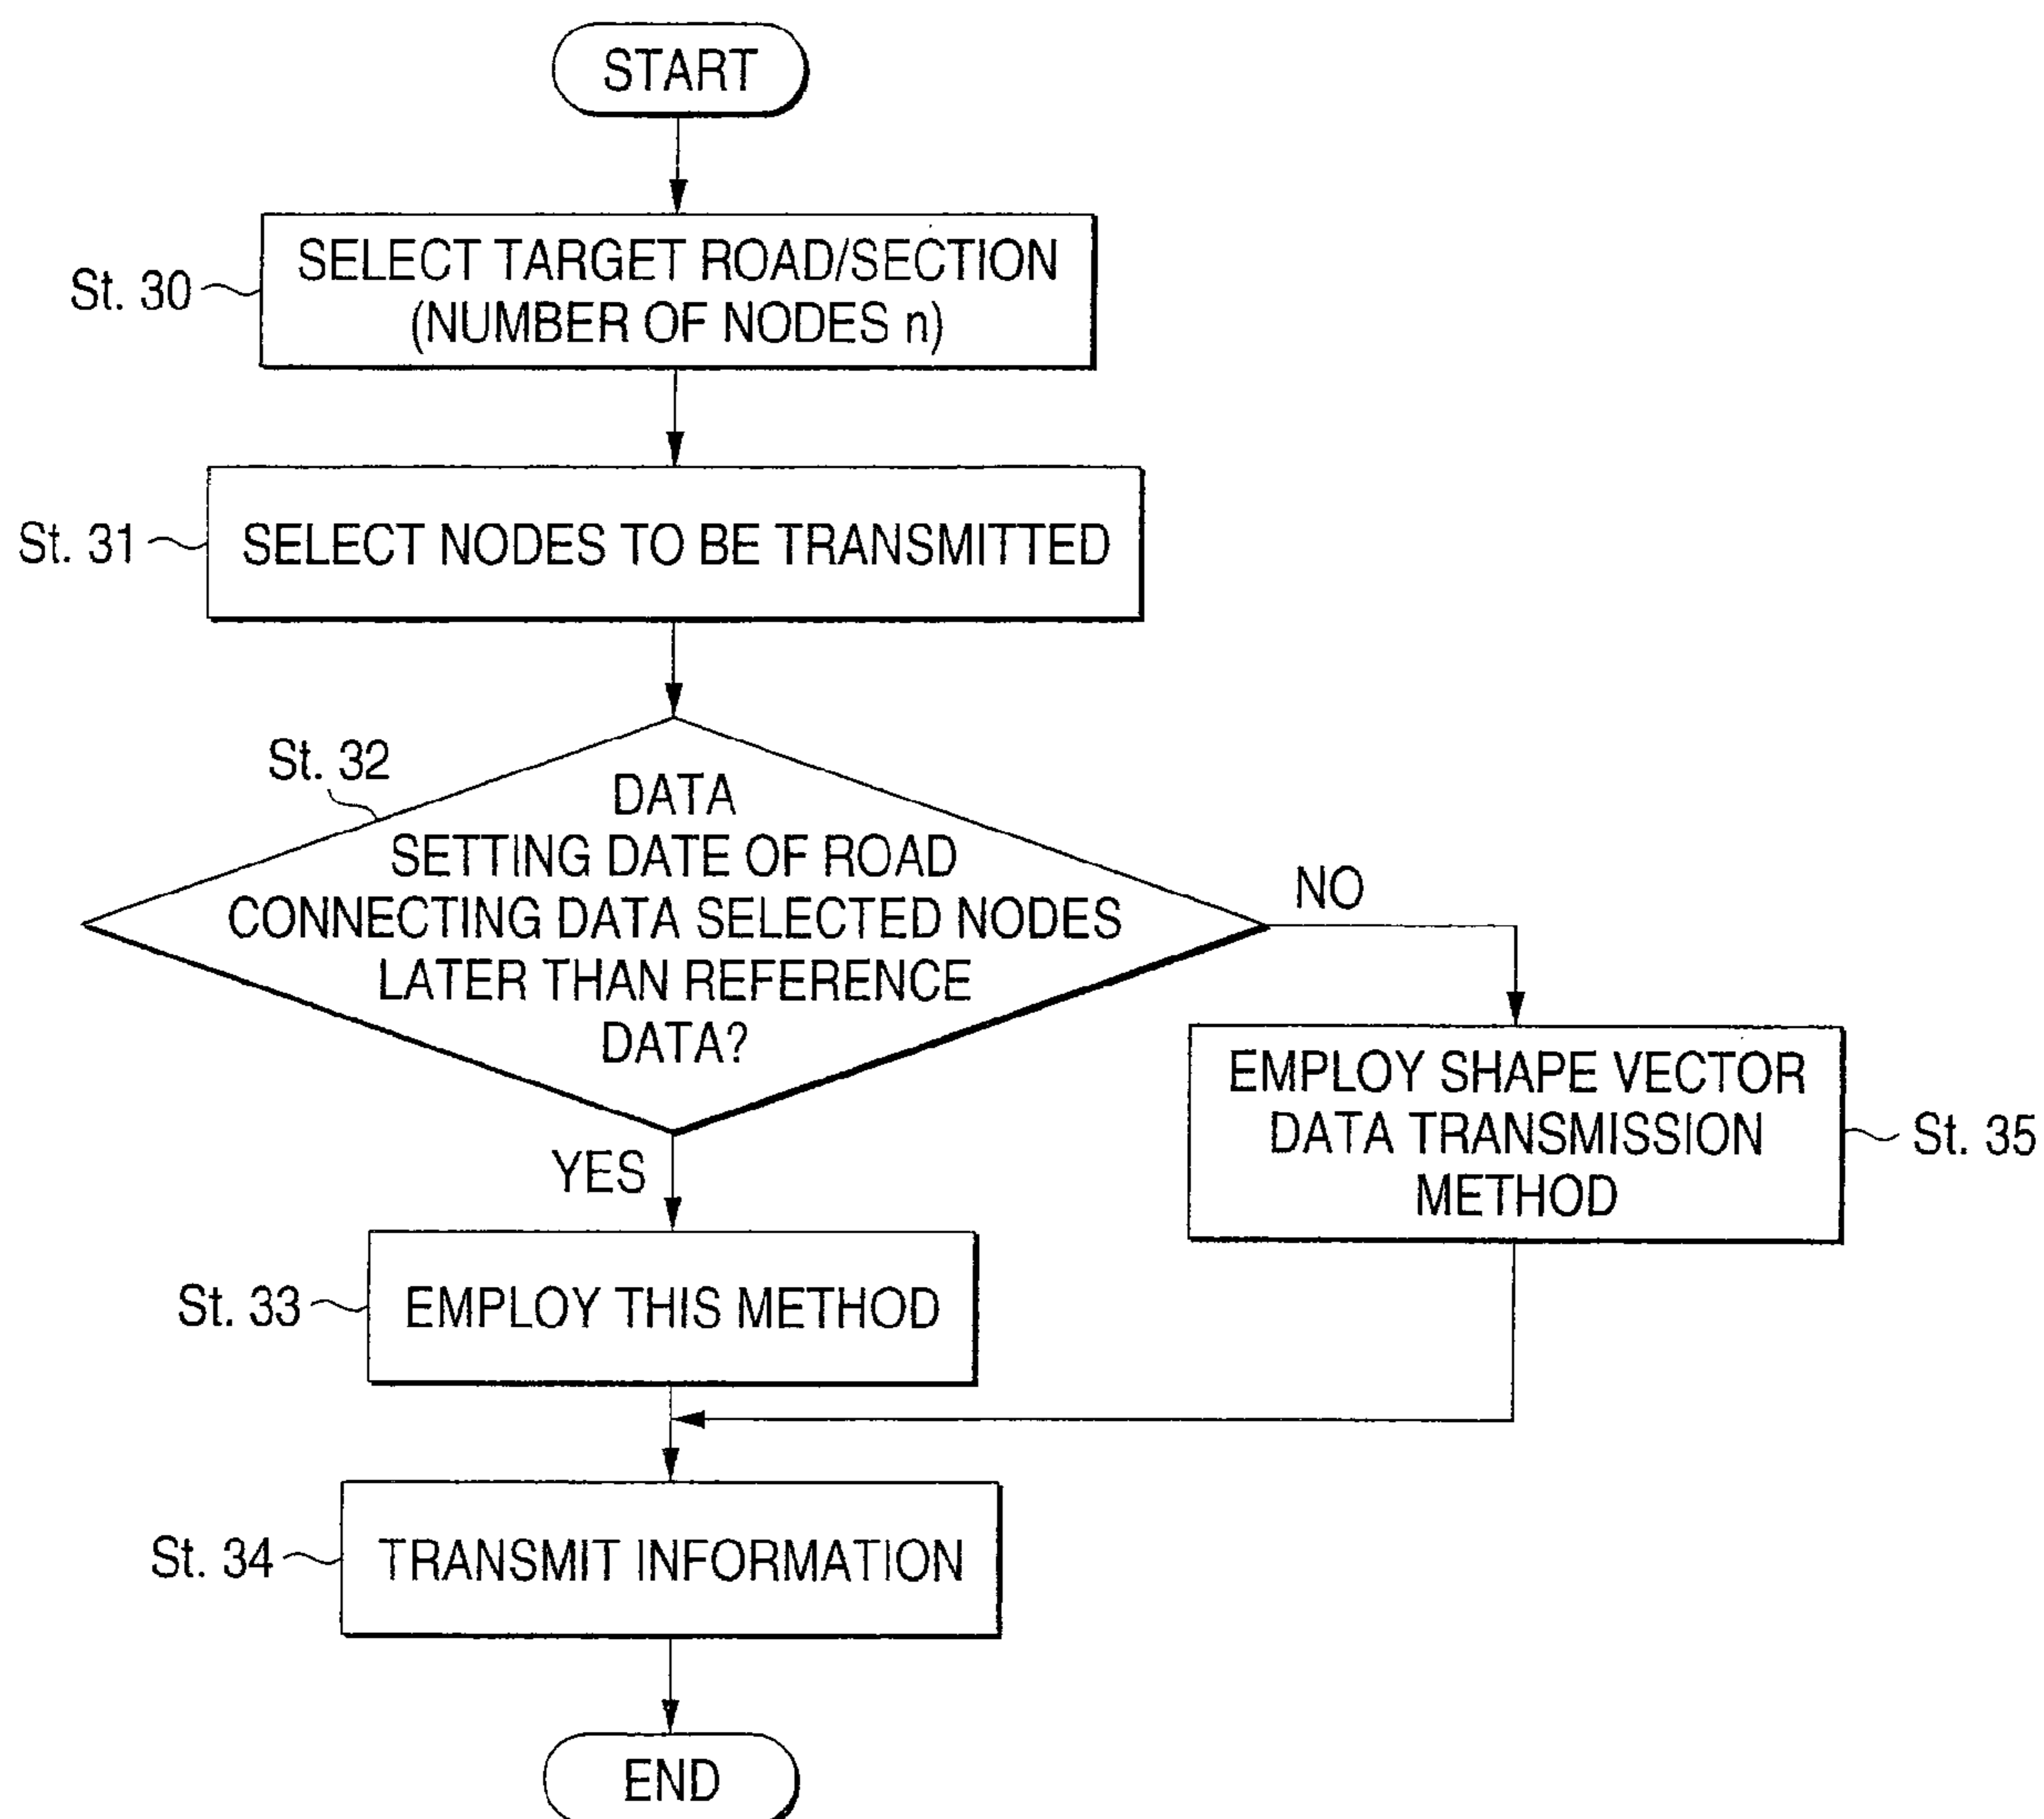 START
St. 30
SELECT TARGET ROAD/SECTION
(NUMBER OF NODES n)
St. 31
SELECT NODES TO BE TRANSMITTED
St. 32
DATA
SETTING DATE OF ROAD
CONNECTING DATA SELECTED NODES
LATER THAN REFERENCE
DATA?
NO
YES
EMPLOY SHAPE VECTOR
DATA TRANSMISSION
METHOD
St. 35
St. 33
EMPLOY THIS METHOD
St. 34
TRANSMIT INFORMATION
END